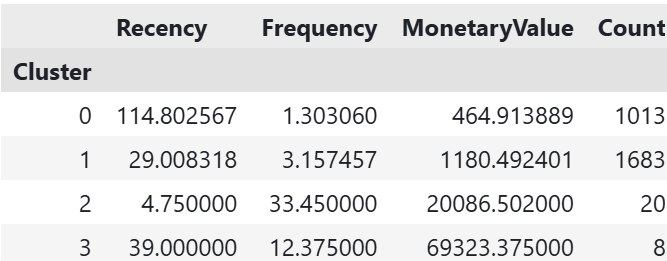 Recency Frequency MonetaryValue Count
Cluster
0 114.802567 1.303060 464.913889 1013
1 29.008318 3.157457 1180.492401 1683
2 4.750000 33.450000 20086.502000 20
3 39.000000 12.375000 69323.375000 8